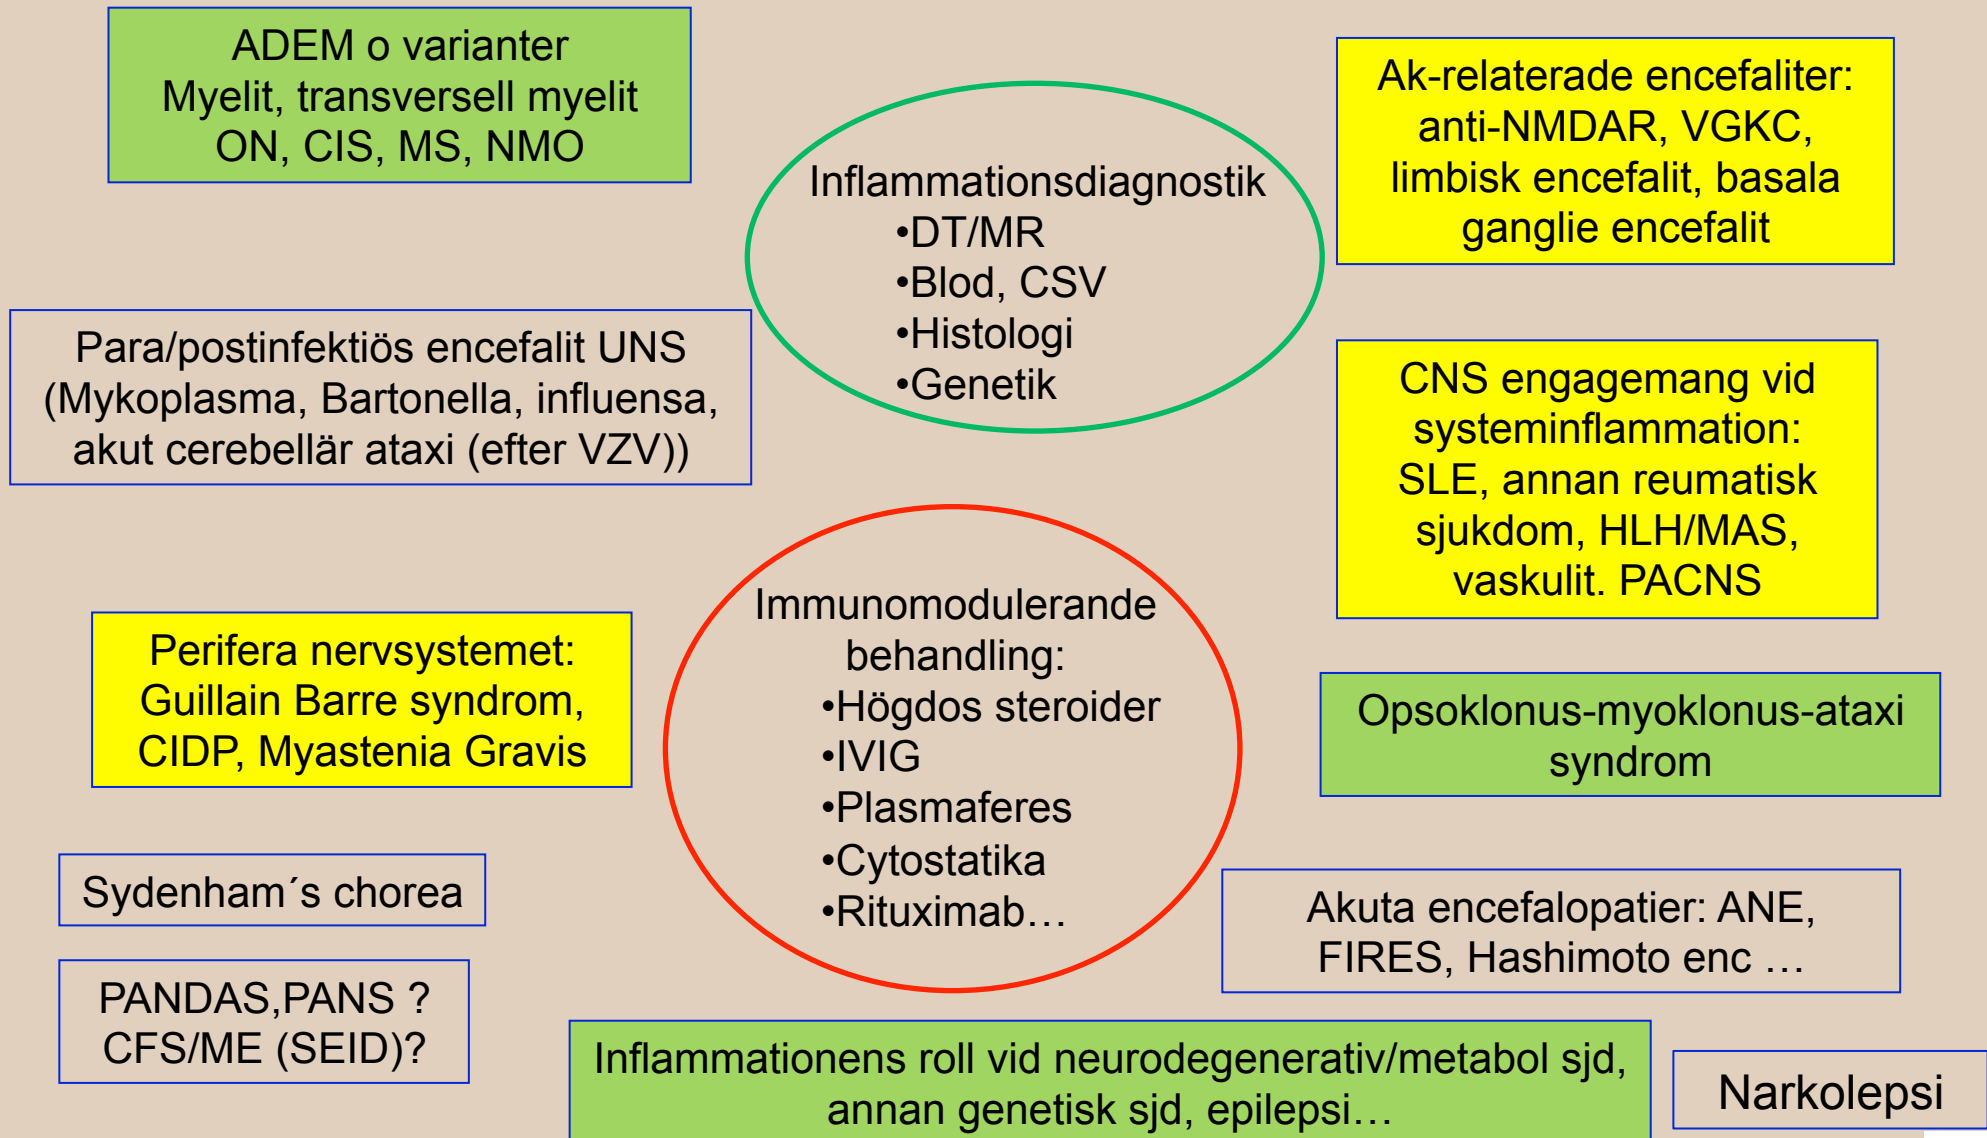 ADEM o varianter
Myelit, transversell myelit
ON, CIS, MS, NMO
Inflammationsdiagnostik
•DT/MR
•Blod, CSV
•Histologi
•Genetik
Ak-relaterade encefaliter:
anti-NMDAR, VGKC,
limbisk encefalit, basala
ganglie encefalit
Para/postinfektiös encefalit UNS
(Mykoplasma, Bartonella, influensa,
akut cerebellär ataxi (efter VZV))
CNS engagemang vid
systeminflammation:
SLE, annan reumatisk
sjukdom, HLH/MAS,
vaskulit. PACNS
Immunomodulerande
behandling:
•Högdos steroider
•IVIG
•Plasmaferes
•Cytostatika
•Rituximab…
Perifera nervsystemet:
Guillain Barre syndrom,
CIDP, Myastenia Gravis
Opsoklonus-myoklonus-ataxi
syndrom
Sydenham´s chorea
Akuta encefalopatier: ANE,
FIRES, Hashimoto enc …
PANDAS,PANS ?
CFS/ME (SEID)?
Inflammationens roll vid neurodegenerativ/metabol sjd,
annan genetisk sjd, epilepsi…
Narkolepsi